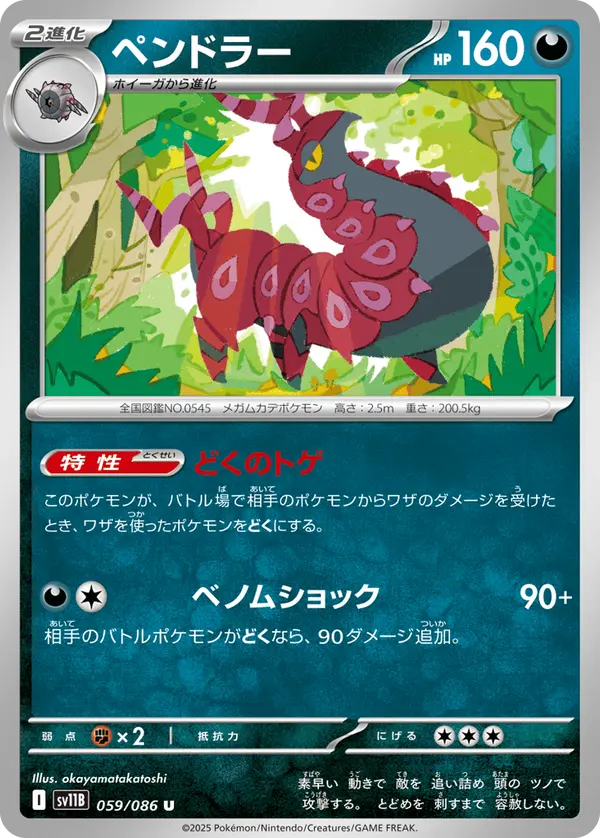 2進化
ペンドラー
HP 160
ホイーガから進化
全国図鑑NO.0545 メガムカデポケモン 高さ:2.5m 重さ:200.5kg
特性 とくせい どくのトゲ
このポケモンが、バトル場で相手のポケモンからワザのダメージを受けた
とき、ワザを使ったポケモンをどくにする。
ベノムショック 90+
相手のバトルポケモンがどくなら、90ダメージ追加。
弱点 ×2 抵抗力 にげる
Illus. okayamatakatoshi
I sv11B 059/086 U
素早い 動きで 敵を 追い詰め 頭の ツノで
攻撃する。 とどめを 刺すまで 容赦しない。
©2025 Pokémon/Nintendo/Creatures/GAME FREAK.